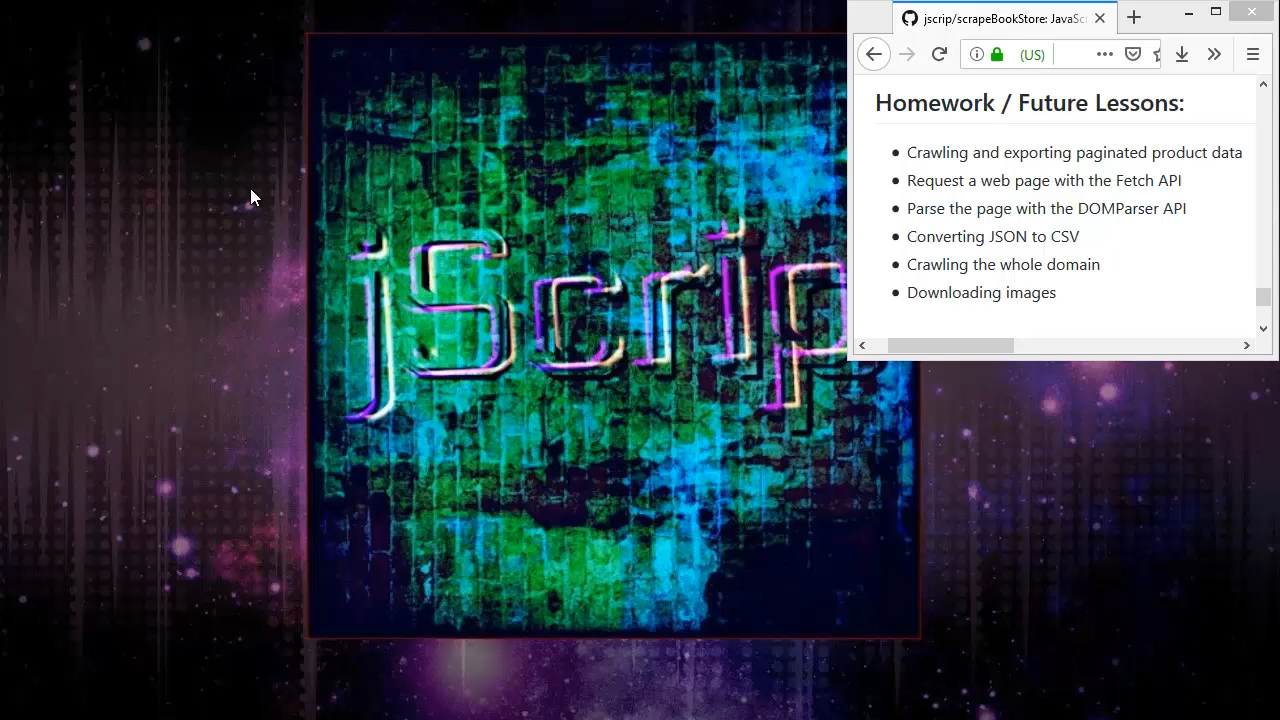 jscrip/scrapeBookStore: JavaSc
(US)
Homework / Future Lessons:
Crawling and exporting paginated product data
Request a web page with the Fetch API
Parse the page with the DOMParser API
Converting JSON to CSV
Crawling the whole domain
Downloading images
jScrip